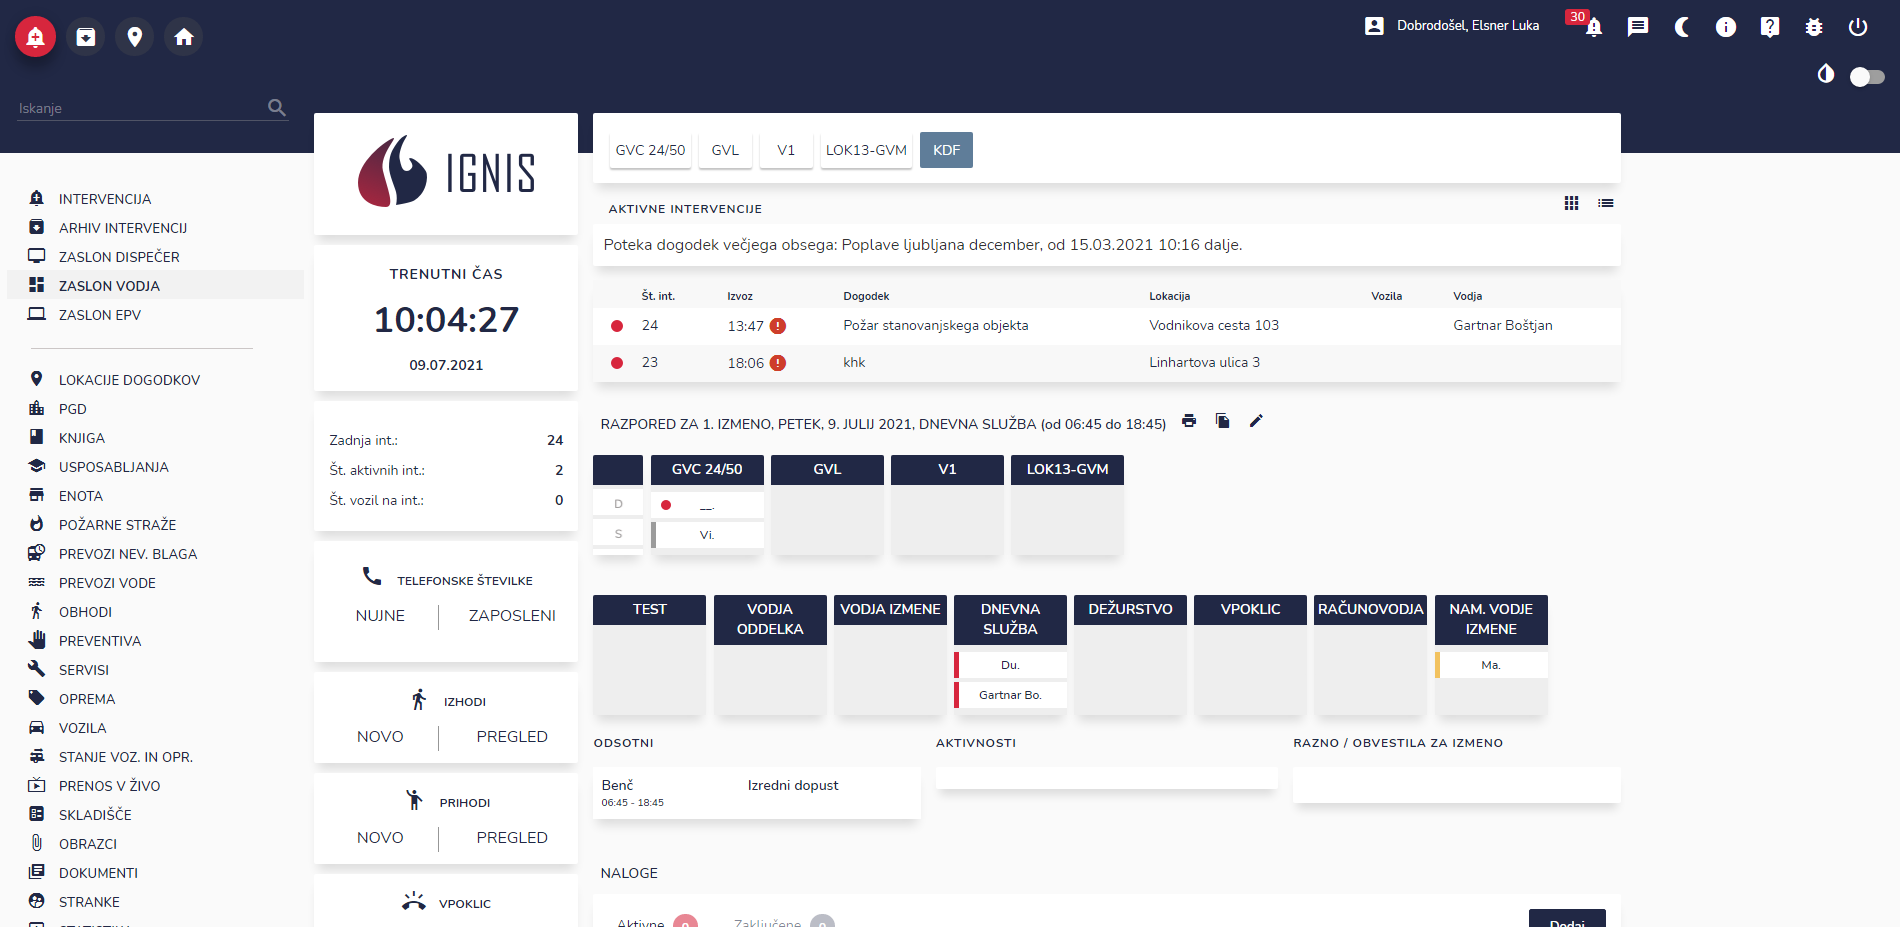 Dobrodošel, Elsner Luka
30
Iskanje
INTERVENCIJA
ARHIV INTERVENCIJ
ZASLON DISPEČER
ZASLON VODJA
ZASLON EPV
LOKACIJE DOGODKOV
PGD
KNJIGA
USPOSABLJANJA
ENOTA
POŽARNE STRAŽE
PREVOZI NEV. BLAGA
PREVOZI VODE
OBHODI
PREVENTIVA
SERVISI
OPREMA
VOZILA
STANJE VOZ. IN OPR.
PRENOS V ŽIVO
SKLADIŠČE
OBRAZCI
DOKUMENTI
STRANKE
IGNIS
TRENUTNI ČAS
10:04:27
09.07.2021
Zadnja int.: 24
Št. aktivnih int.: 2
Št. vozil na int.: 0
TELEFONSKE ŠTEVILKE
NUJNE ZAPOSLENI
IZHODI
NOVO PREGLED
PRIHODI
NOVO PREGLED
VPOKLIC
GVC 24/50 GVL V1 LOK13-GVM KDF
AKTIVNE INTERVENCIJE
Poteka dogodek večjega obsega: Poplave ljubljana december, od 15.03.2021 10:16 dalje.
Št. int. Izvoz Dogodek Lokacija Vozila Vodja
24 13:47 Požar stanovanjskega objekta Vodnikova cesta 103 Gartnar Boštjan
23 18:06 khk Linhartova ulica 3
RAZPORED ZA 1. IZMENO, PETEK, 9. JULIJ 2021, DNEVNA SLUŽBA (od 06:45 do 18:45)
GVC 24/50 GVL V1 LOK13-GVM
D __.
S Vi.
TEST VODJA ODDELKA VODJA IZMENE DNEVNA SLUŽBA DEŽURSTVO VPOKLIC RAČUNOVODJA NAM. VODJE IZMENE
Du. Ma.
Gartnar Bo.
ODSOTNI AKTIVNOSTI RAZNO / OBVESTILA ZA IZMENO
Benč Izredni dopust
06:45 - 18:45
NALOGE
Aktivne 0 Zaključene 0 Dodaj